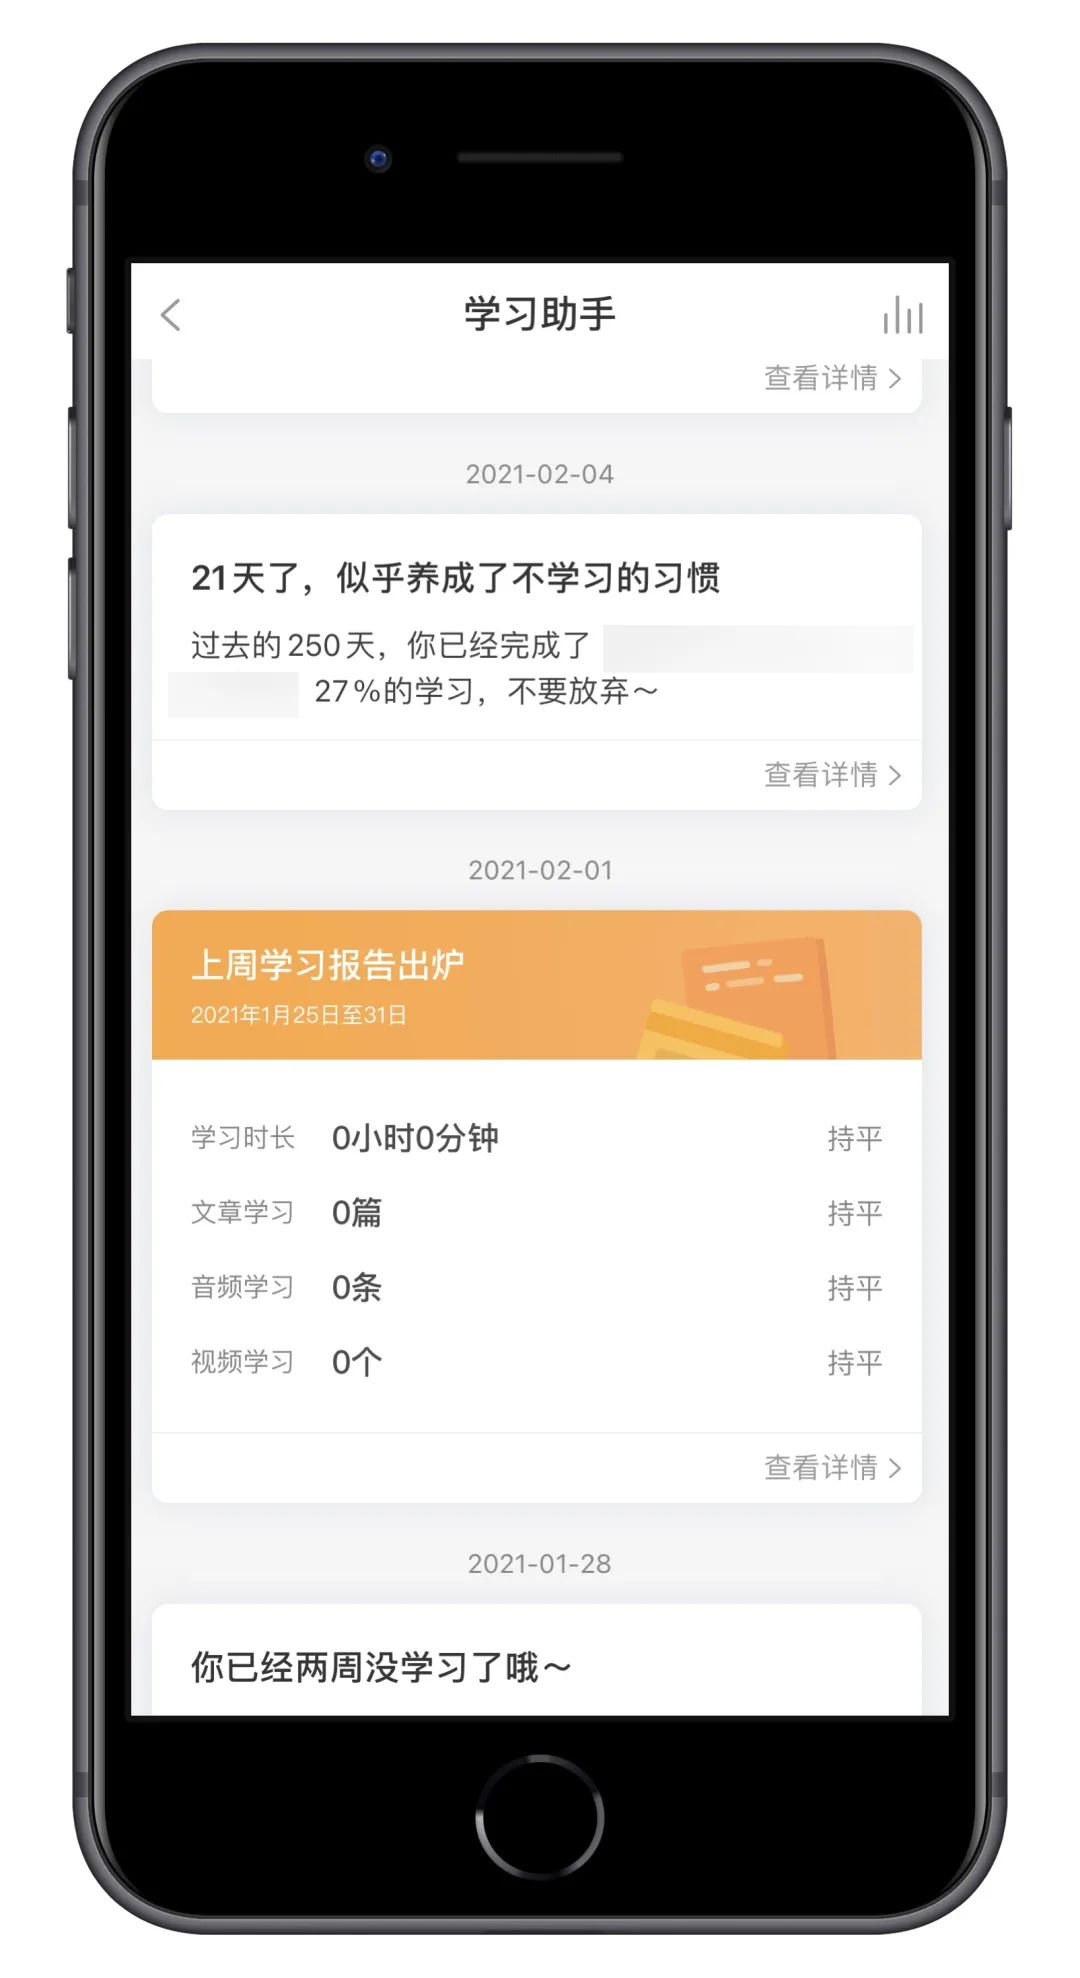 学习助手
查看详情
2021-02-04
21天了，似乎养成了不学习的习惯
过去的250天，你已经完成了
27%的学习，不要放弃～
查看详情
2021-02-01
上周学习报告出炉
2021年1月25日至31日
学习时长 0小时0分钟 持平
文章学习 0篇 持平
音频学习 0条 持平
视频学习 0个 持平
查看详情
2021-01-28
你已经两周没学习了哦～